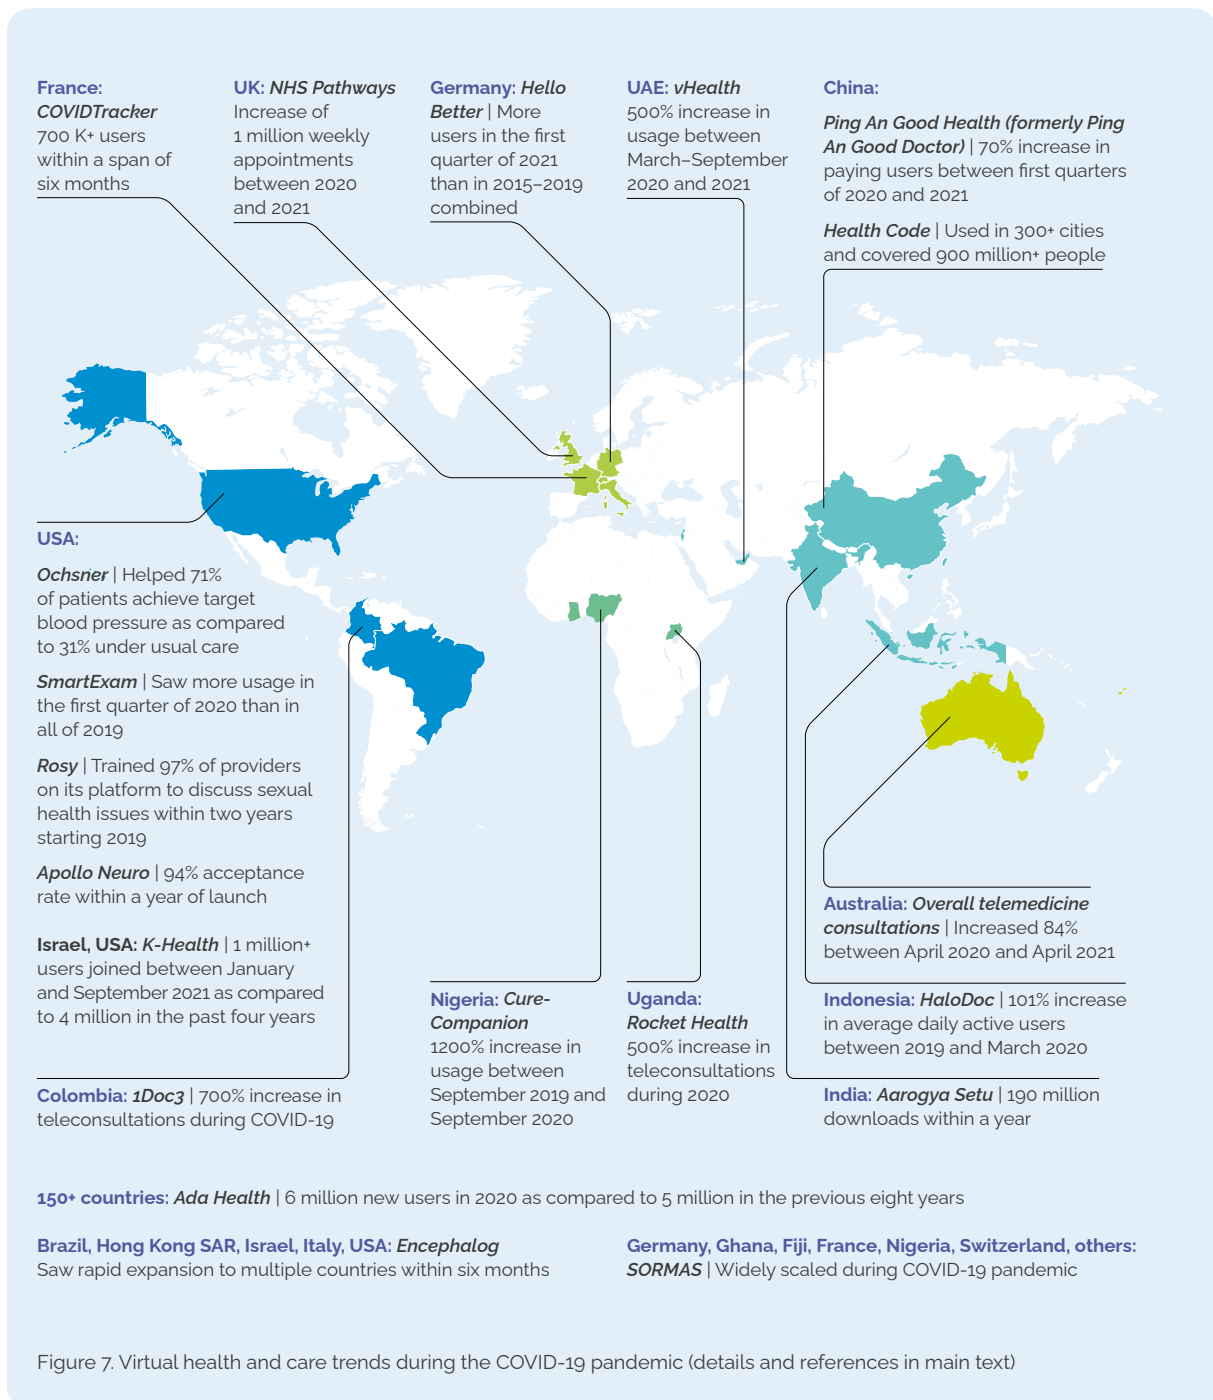 France:
COVIDTracker
700 K+ users
within a span of
six months
UK: NHS Pathways
Increase of
1 million weekly
appointments
between 2020
and 2021
Germany: Hello
Better | More
users in the first
quarter of 2021
than in 2015–2019
combined
UAE: vHealth
500% increase in
usage between
March–September
2020 and 2021
China:
Ping An Good Health (formerly Ping
An Good Doctor) | 70% increase in
paying users between first quarters
of 2020 and 2021
Health Code | Used in 300+ cities
and covered 900 million+ people
USA:
Ochsner | Helped 71%
of patients achieve target
blood pressure as compared
to 31% under usual care
SmartExam | Saw more usage in
the first quarter of 2020 than in
all of 2019
Rosy | Trained 97% of providers
on its platform to discuss sexual
health issues within two years
starting 2019
Apollo Neuro | 94% acceptance
rate within a year of launch
Israel, USA: K-Health | 1 million+
users joined between January
and September 2021 as compared
to 4 million in the past four years
Colombia: 1Doc3 | 700% increase in
teleconsultations during COVID-19
Nigeria: Cure-
Companion
1200% increase in
usage between
September 2019 and
September 2020
Uganda:
Rocket Health
500% increase in
teleconsultations
during 2020
Australia: Overall telemedicine
consultations | Increased 84%
between April 2020 and April 2021
Indonesia: HaloDoc | 101% increase
in average daily active users
between 2019 and March 2020
India: Aarogya Setu | 190 million
downloads within a year
150+ countries: Ada Health | 6 million new users in 2020 as compared to 5 million in the previous eight years
Brazil, Hong Kong SAR, Israel, Italy, USA: Encephalog
Saw rapid expansion to multiple countries within six months
Germany, Ghana, Fiji, France, Nigeria, Switzerland, others:
SORMAS | Widely scaled during COVID-19 pandemic
Figure 7. Virtual health and care trends during the COVID-19 pandemic (details and references in main text)